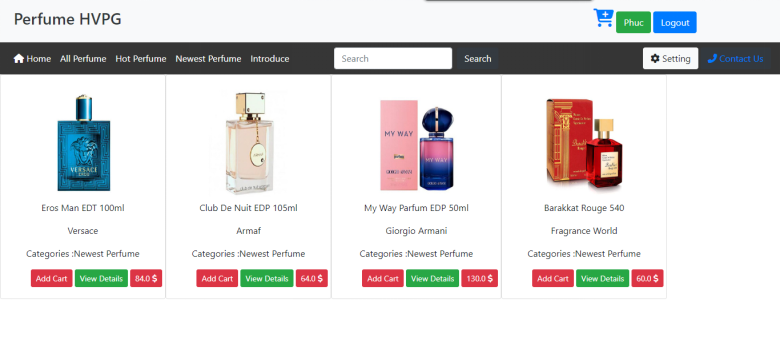 Perfume HVPG
Phuc Logout
Home All Perfume Hot Perfume Newest Perfume Introduce Search Search Setting Contact Us
VERSACE
EROS
MY WAY
MY WAY
GIORGIO ARMANI
Eros Man EDT 100ml Club De Nuit EDP 105ml My Way Parfum EDP 50ml Barakkat Rouge 540
Versace Armaf Giorgio Armani Fragrance World
Categories :Newest Perfume Categories :Newest Perfume Categories :Newest Perfume Categories :Newest Perfume
Add Cart View Details 84.0 $ Add Cart View Details 64.0 $ Add Cart View Details 130.0 $ Add Cart View Details 60.0 $